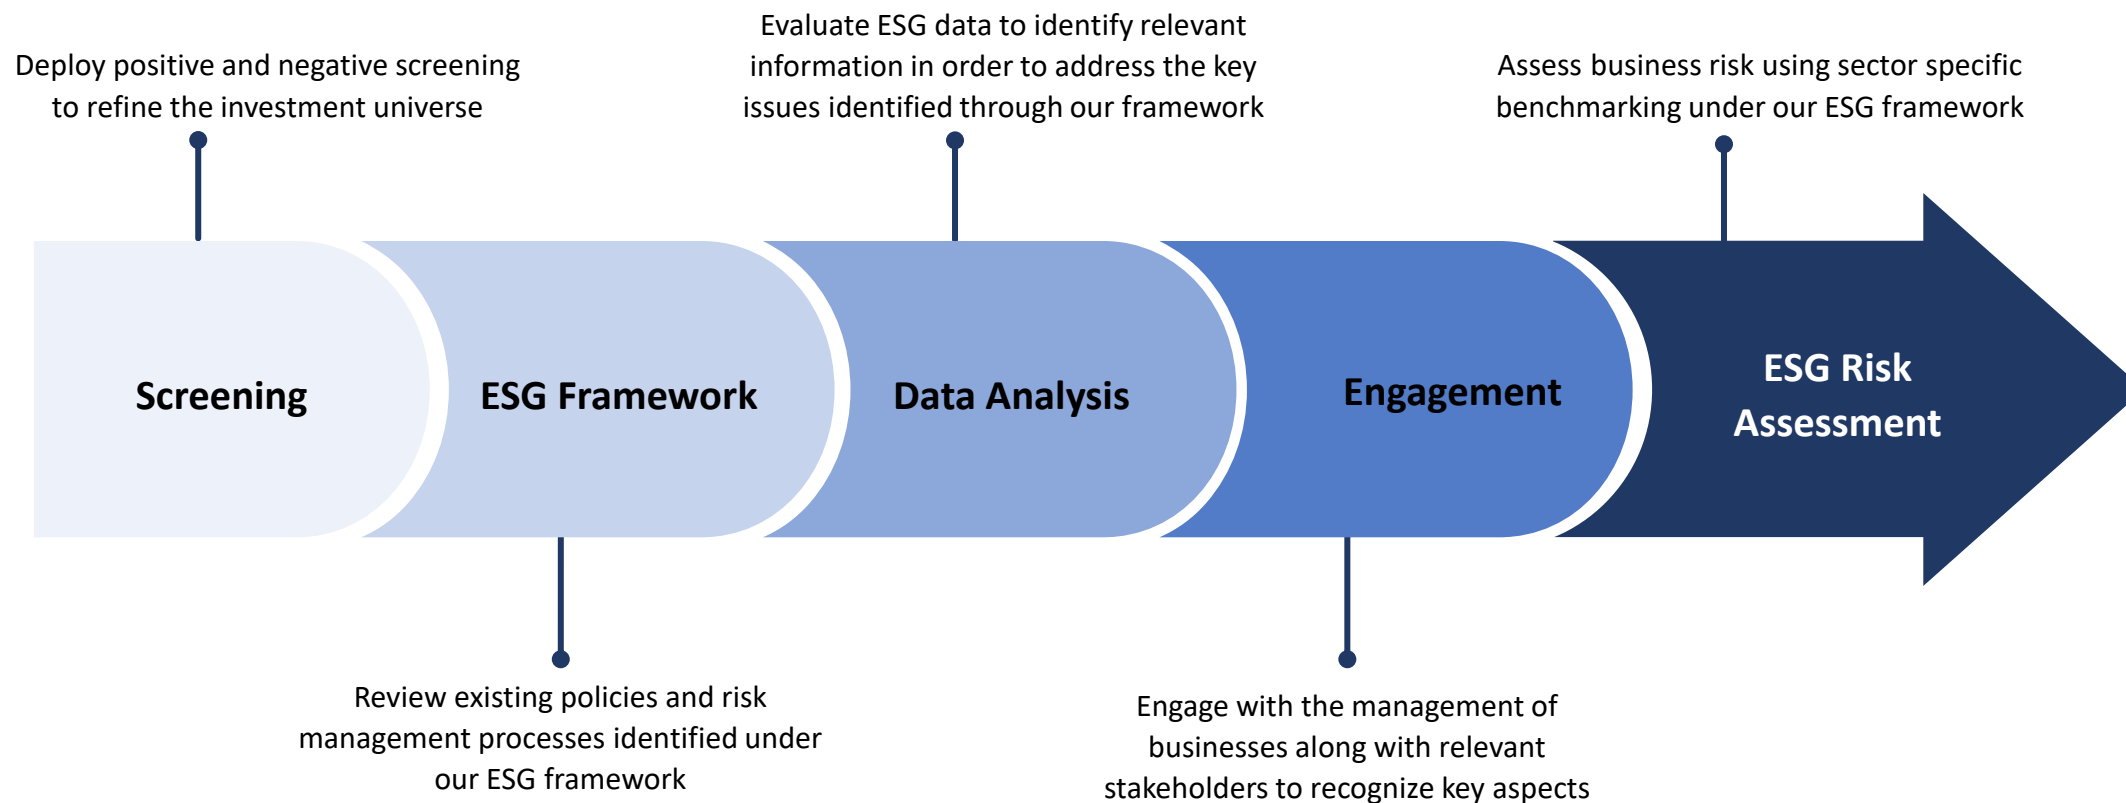 Deploy positive and negative screening
to refine the investment universe
Evaluate ESG data to identify relevant
information in order to address the key
issues identified through our framework
Assess business risk using sector specific
benchmarking under our ESG framework
Screening
ESG Framework
Data Analysis
Engagement
ESG Risk
Assessment
Review existing policies and risk
management processes identified under
our ESG framework
Engage with the management of
businesses along with relevant
stakeholders to recognize key aspects